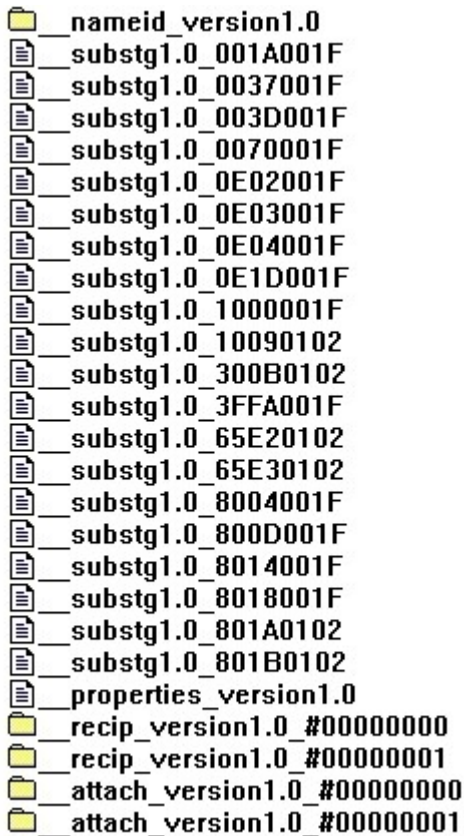 __nameid_version1.0
__substg1.0_001A001F
__substg1.0_0037001F
__substg1.0_003D001F
__substg1.0_0070001F
__substg1.0_0E02001F
__substg1.0_0E03001F
__substg1.0_0E04001F
__substg1.0_0E1D001F
__substg1.0_1000001F
__substg1.0_10090102
__substg1.0_300B0102
__substg1.0_3FFA001F
__substg1.0_65E20102
__substg1.0_65E30102
__substg1.0_8004001F
__substg1.0_800D001F
__substg1.0_8014001F
__substg1.0_8018001F
__substg1.0_801A0102
__substg1.0_801B0102
__properties_version1.0
__recip_version1.0_#00000000
__recip_version1.0_#00000001
__attach_version1.0_#00000000
__attach_version1.0_#00000001